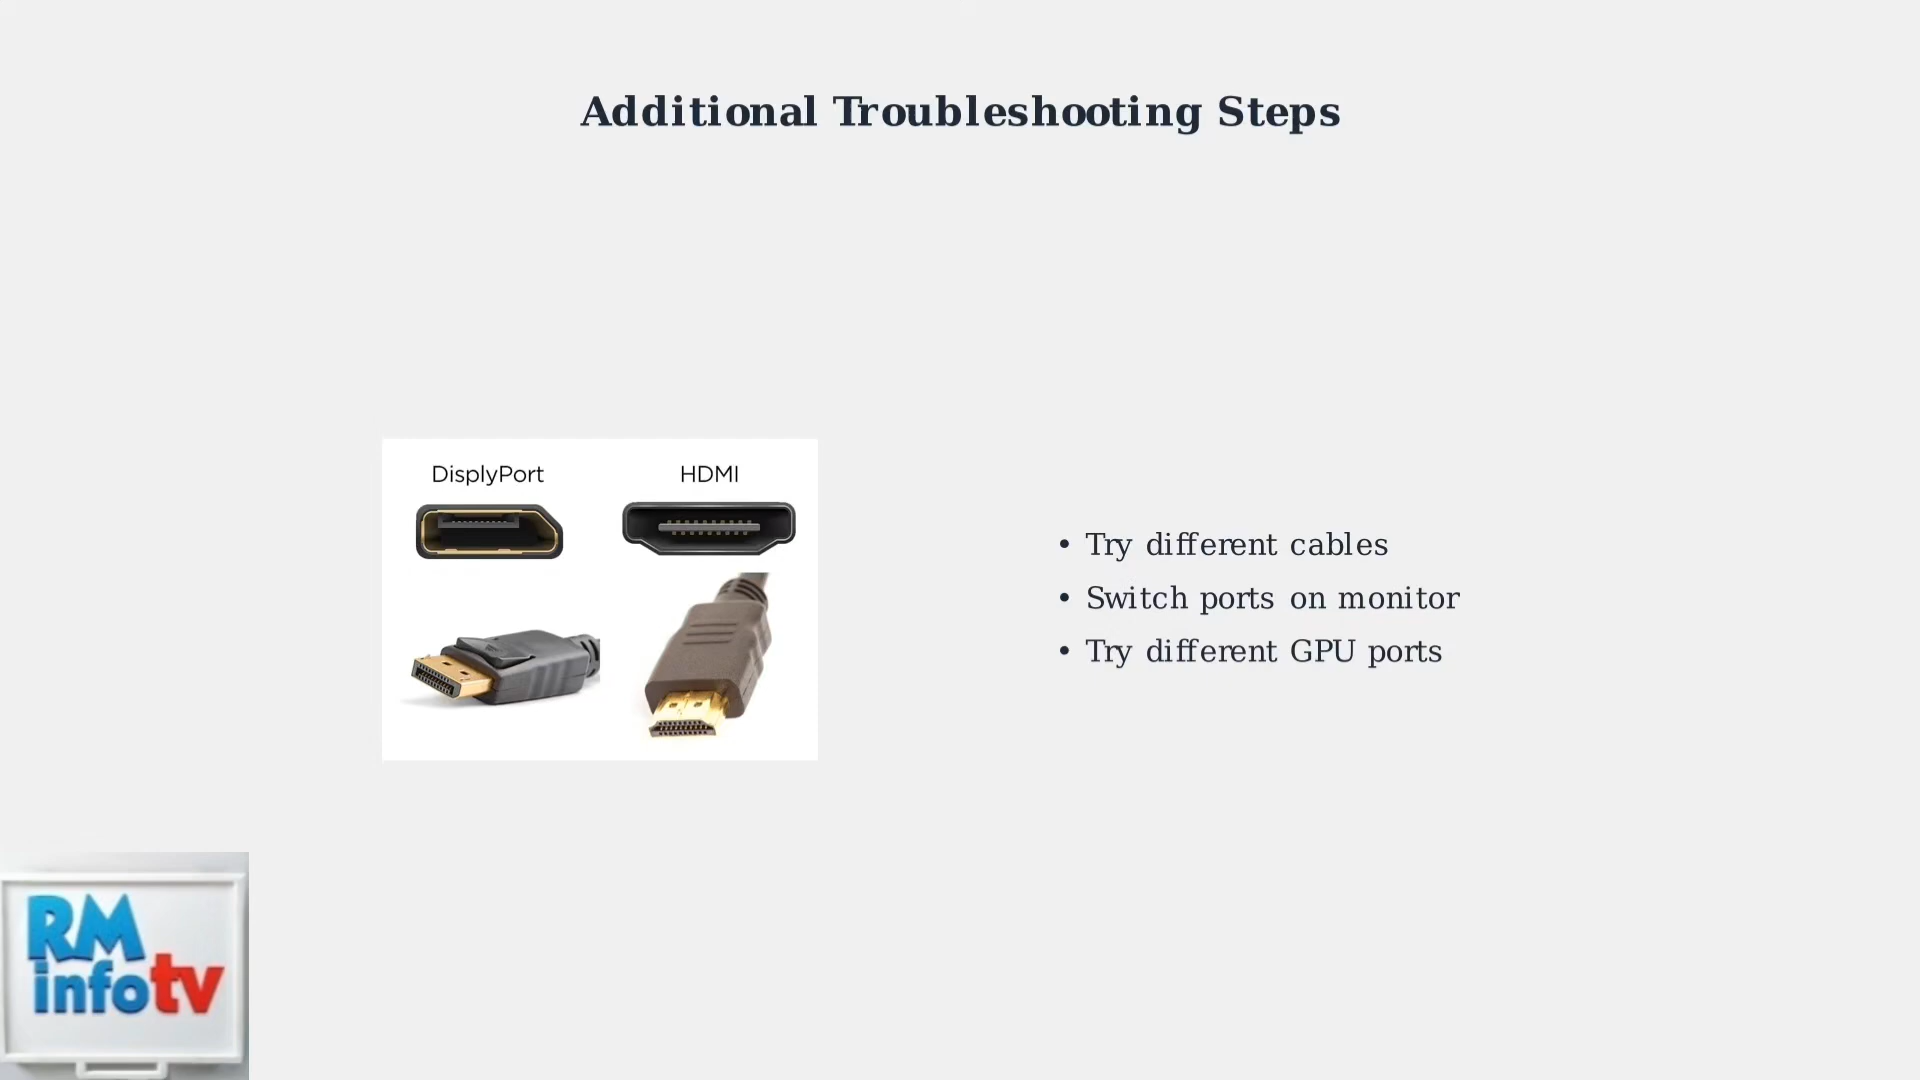 Additional Troubleshooting Steps
DisplyPort
HDMI
• Try different cables
• Switch ports on monitor
• Try different GPU ports
RM
infotv